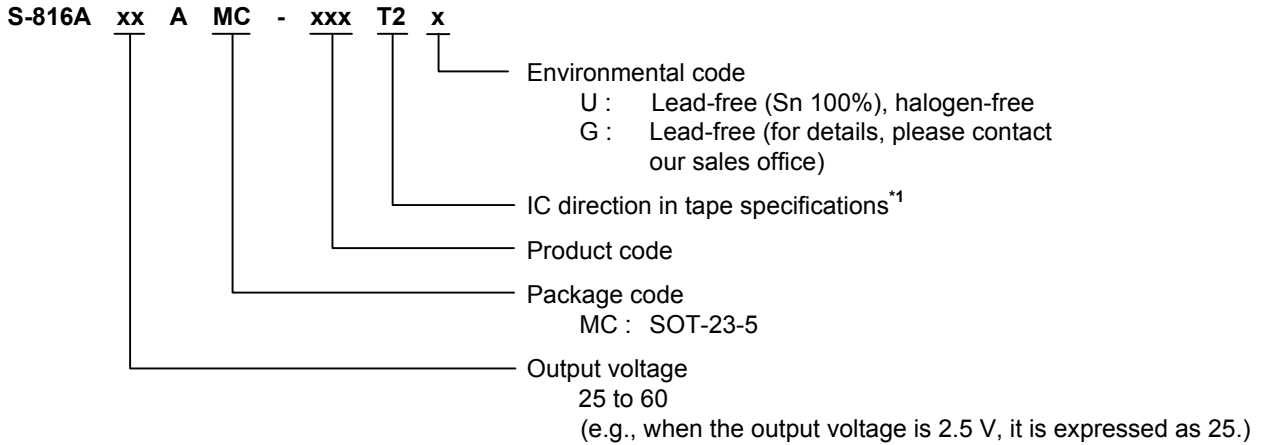 S-816A xx A MC - xxx T2 x
Environmental code
U : Lead-free (Sn 100%), halogen-free
G : Lead-free (for details, please contact
our sales office)
IC direction in tape specifications*1
Product code
Package code
MC : SOT-23-5
Output voltage
25 to 60
(e.g., when the output voltage is 2.5 V, it is expressed as 25.)